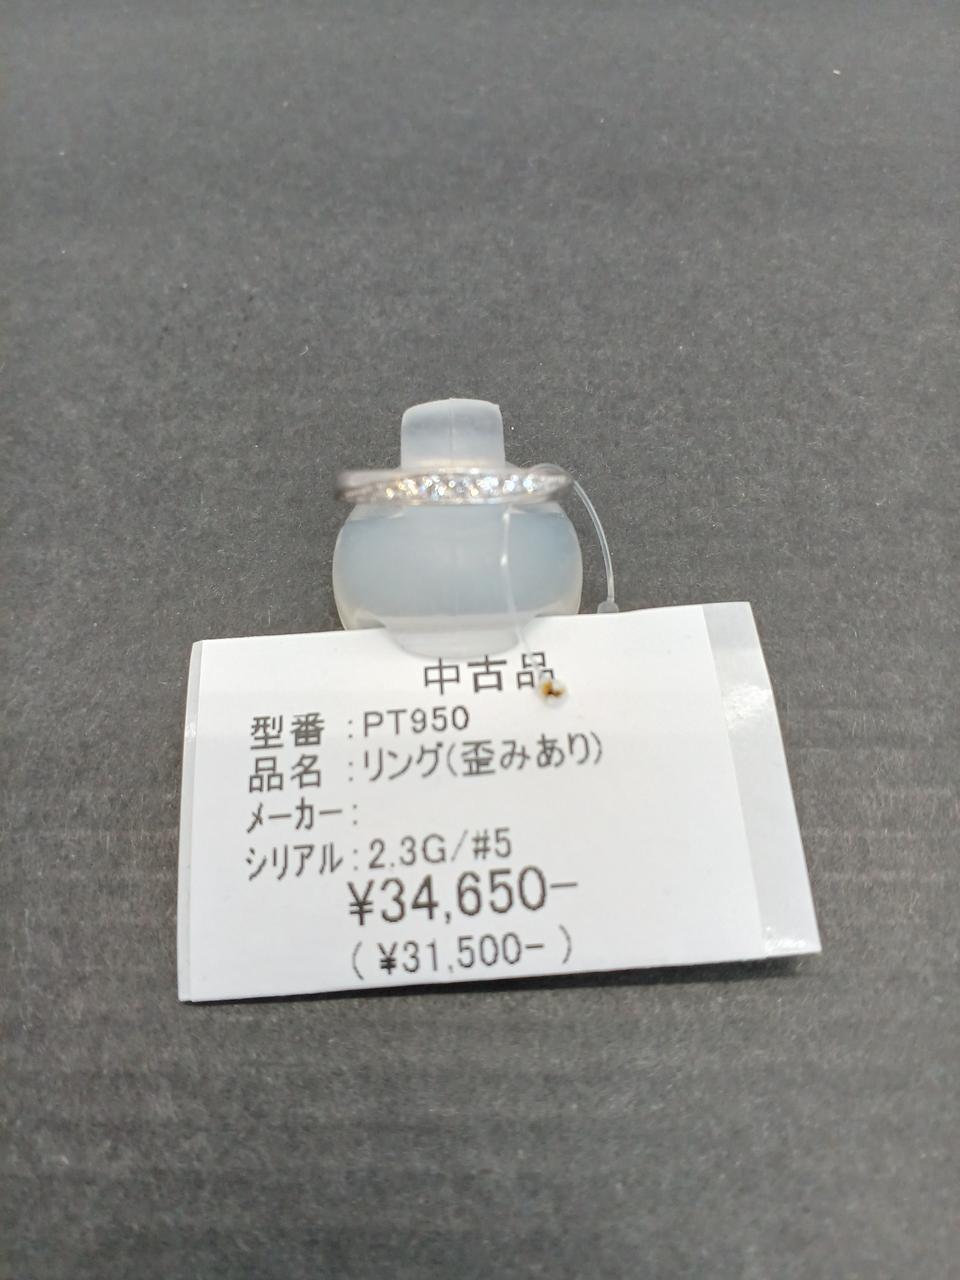 中古品
型番 :PT950
品名 :リング(歪みあり)
メーカー:
シリアル:2.3G/#5
¥34,650-
(¥31,500-)